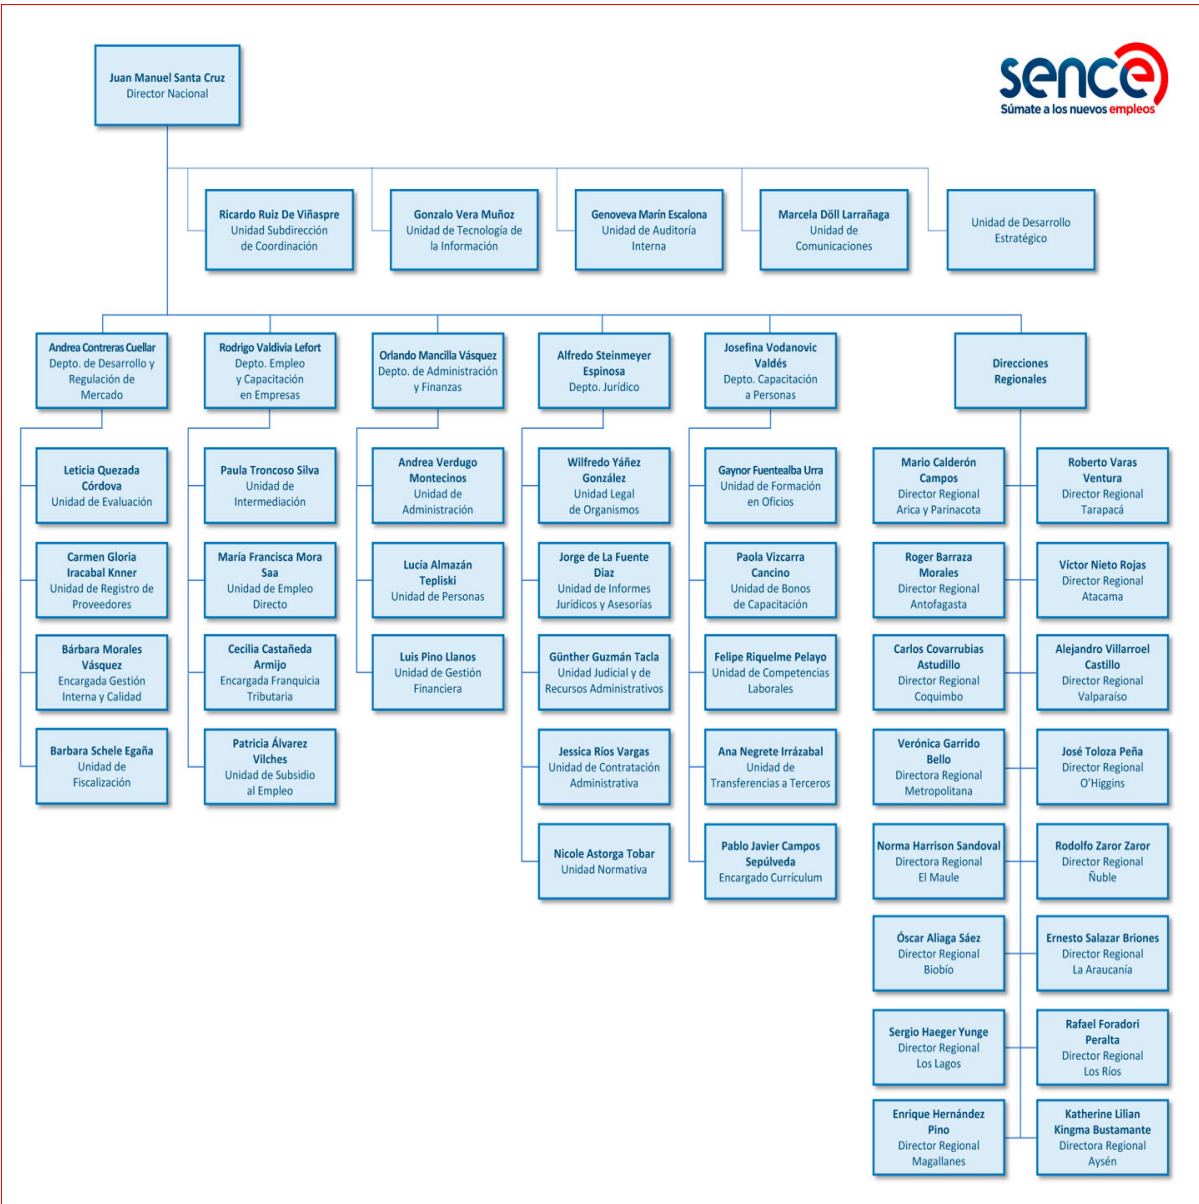 Juan Manuel Santa Cruz
Director Nacional
sence
Súmate a los nuevos empleos
Ricardo Ruiz De Viñaspre
Unidad Subdirección
de Coordinación
Gonzalo Vera Muñoz
Unidad de Tecnología de
la Información
Genoveva Marín Escalona
Unidad de Auditoría
Interna
Marcela Döll Larrañaga
Unidad de
Comunicaciones
Unidad de Desarrollo
Estratégico
Andrea Contreras Cuellar
Depto. de Desarrollo y
Regulación de
Mercado
Rodrigo Valdivia Lefort
Depto. Empleo
y Capacitación
en Empresas
Orlando Mancilla Vásquez
Depto. de Administración
y Finanzas
Alfredo Steinmeyer
Espinosa
Depto. Jurídico
Josefina Vodanovic
Valdés
Depto. Capacitación
a Personas
Direcciones
Regionales
Leticia Quezada
Córdova
Unidad de Evaluación
Carmen Gloria
Iracabal Knner
Unidad de Registro de
Proveedores
Bárbara Morales
Vásquez
Encargada Gestión
Interna y Calidad
Barbara Schele Egaña
Unidad de
Fiscalización
Paula Troncoso Silva
Unidad de
Intermediación
María Francisca Mora
Saa
Unidad de Empleo
Directo
Cecilia Castañeda
Armijo
Encargada Franquicia
Tributaria
Patricia Álvarez
Vilches
Unidad de Subsidio
al Empleo
Andrea Verdugo
Montecinos
Unidad de
Administración
Lucía Almazán
Tepliski
Unidad de Personas
Luis Pino Llanos
Unidad de Gestión
Financiera
Wilfredo Yáñez
González
Unidad Legal
de Organismos
Jorge de La Fuente
Diaz
Unidad de Informes
Jurídicos y Asesorías
Günther Guzmán Tacla
Unidad Judicial y de
Recursos Administrativos
Jessica Ríos Vargas
Unidad de Contratación
Administrativa
Nicole Astorga Tobar
Unidad Normativa
Gaynor Fuentealba Urra
Unidad de Formación
en Oficios
Paola Vizcarra
Cancino
Unidad de Bonos
de Capacitación
Felipe Riquelme Pelayo
Unidad de Competencias
Laborales
Ana Negrete Irrázabal
Unidad de
Transferencias a Terceros
Pablo Javier Campos
Sepúlveda
Encargado Currículum
Mario Calderón
Campos
Director Regional
Arica y Parinacota
Roberto Varas
Ventura
Director Regional
Tarapacá
Roger Barraza
Morales
Director Regional
Antofagasta
Víctor Nieto Rojas
Director Regional
Atacama
Carlos Covarrubias
Astudillo
Director Regional
Coquimbo
Alejandro Villarroel
Castillo
Director Regional
Valparaíso
Verónica Garrido
Bello
Directora Regional
Metropolitana
José Toloza Peña
Director Regional
O'Higgins
Norma Harrison Sandoval
Directora Regional
El Maule
Rodolfo Zaror Zaror
Director Regional
Ñuble
Óscar Aliaga Sáez
Director Regional
Biobío
Ernesto Salazar Briones
Director Regional
La Araucanía
Sergio Haeger Yunge
Director Regional
Los Lagos
Rafael Foradori
Peralta
Director Regional
Los Ríos
Enrique Hernández
Pino
Director Regional
Magallanes
Katherine Lilian
Kingma Bustamante
Directora Regional
Aysén